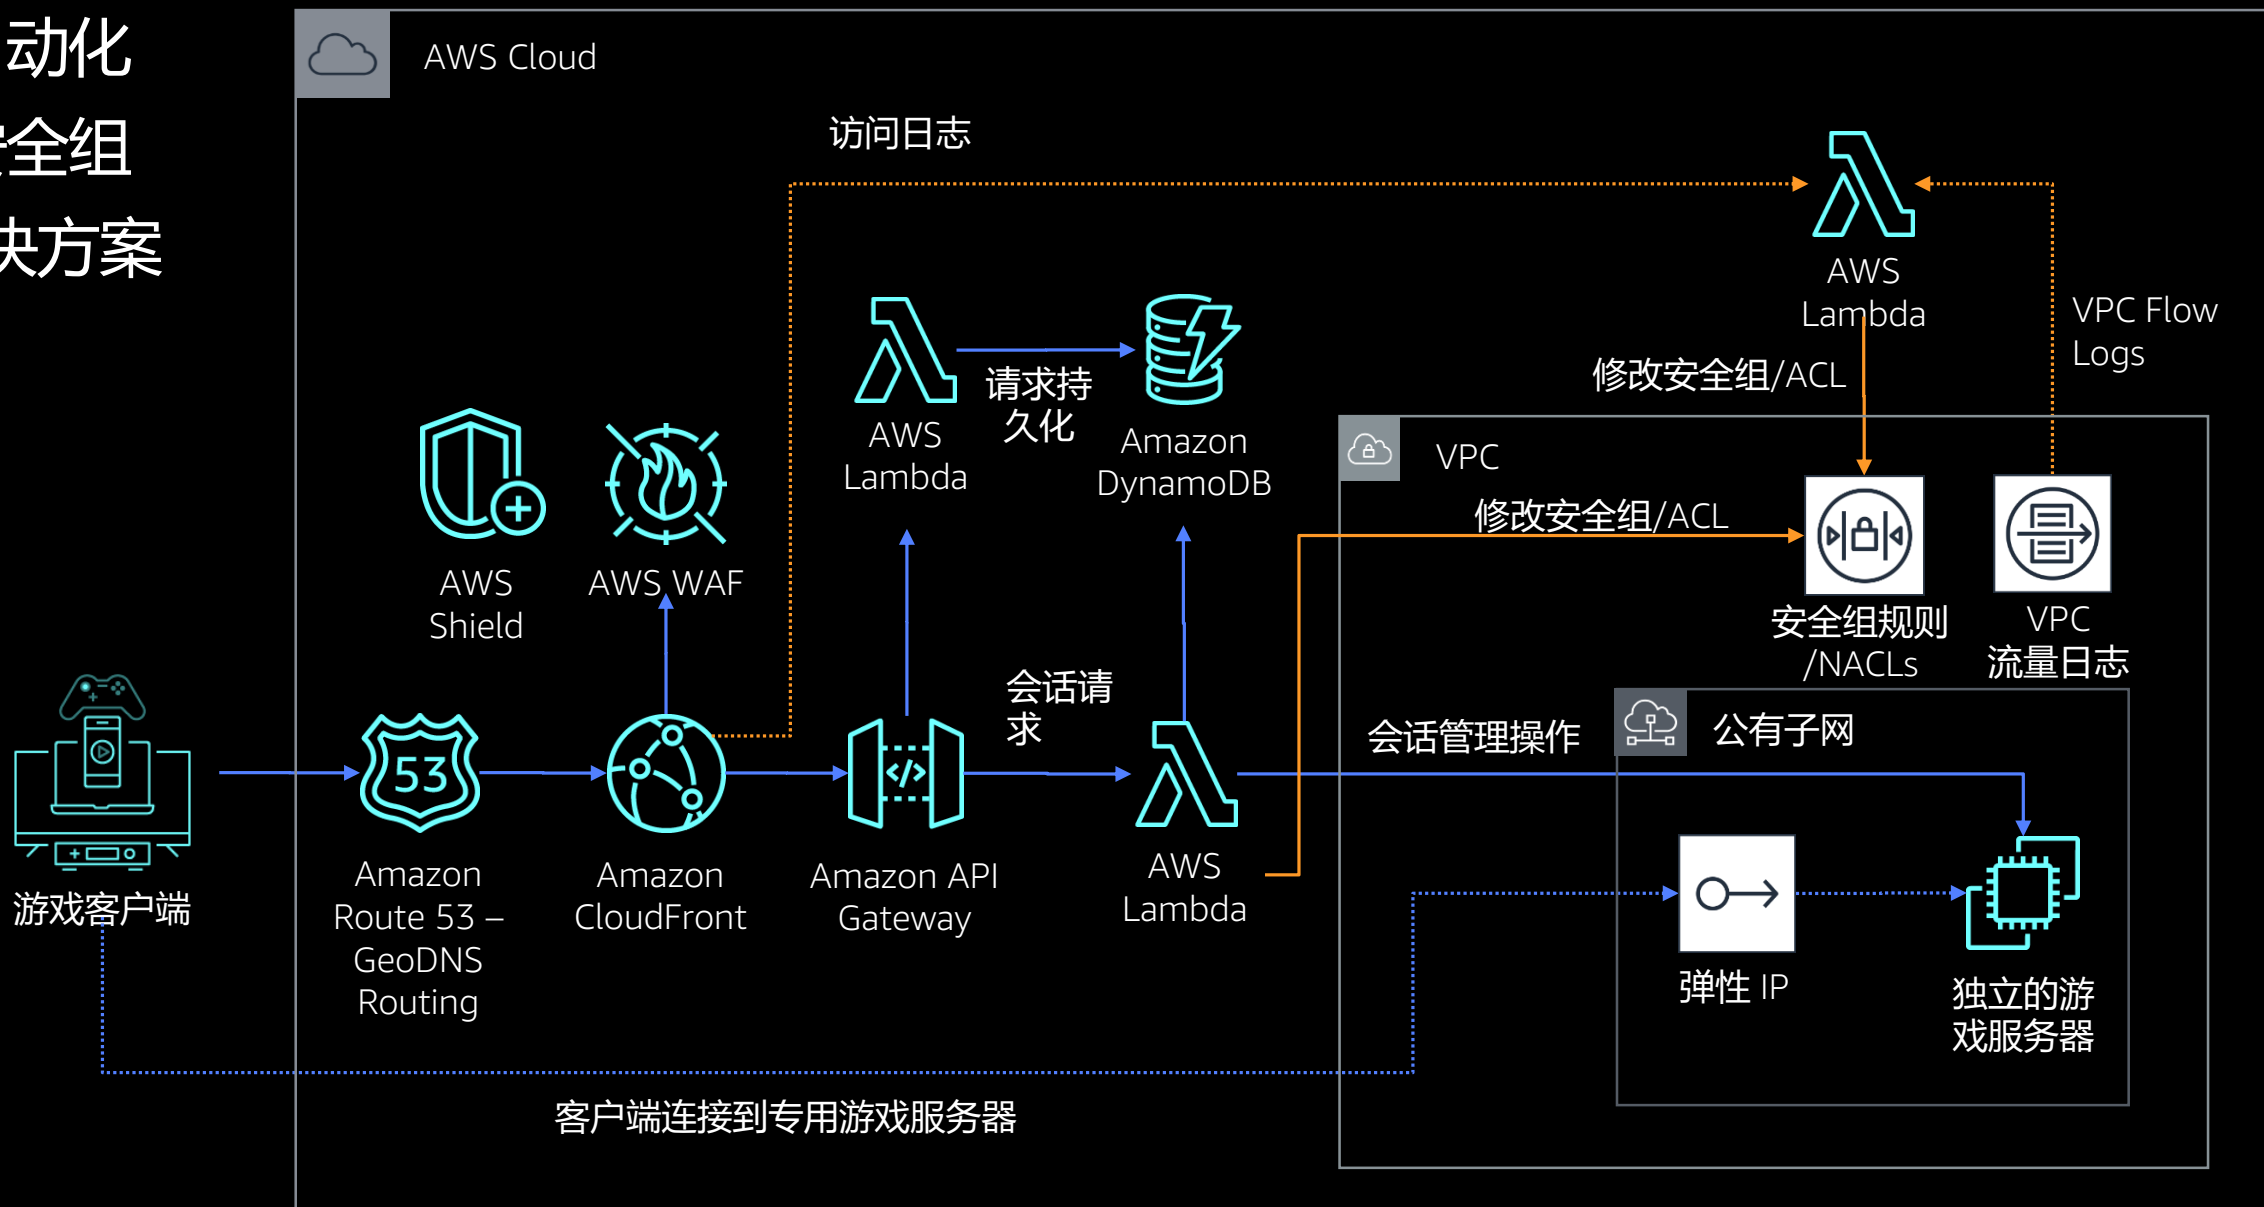 动化
全组
决方案
AWS Cloud
访问日志
AWS
Lambda
VPC Flow
Logs
修改安全组/ACL
AWS
Lambda
请求持
久化
Amazon
DynamoDB
VPC
修改安全组/ACL
AWS
Shield
AWS WAF
安全组规则
/NACLs
VPC
流量日志
会话请
求
会话管理操作
公有子网
53
</>
游戏客户端
Amazon
Route 53 –
GeoDNS
Routing
Amazon
CloudFront
Amazon API
Gateway
AWS
Lambda
弹性 IP
独立的游
戏服务器
客户端连接到专用游戏服务器